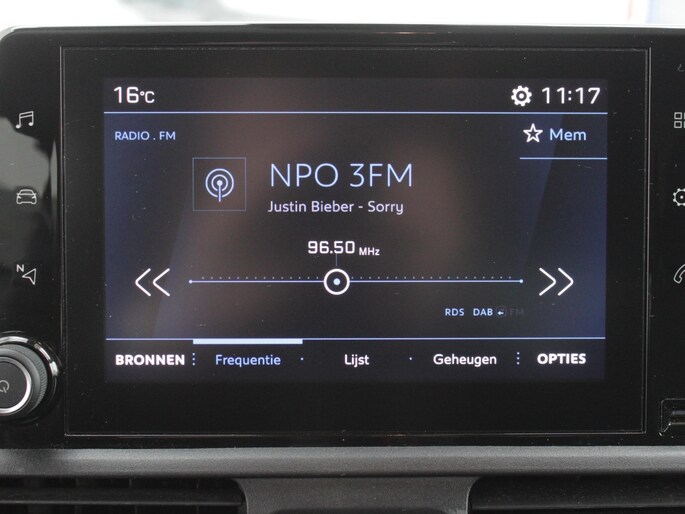 16°C 11:17
RADIO . FM Mem
NPO 3FM
Justin Bieber - Sorry
96.50 MHz
N
RDS DAB FM
BRONNEN Frequentie Lijst Geheugen OPTIES